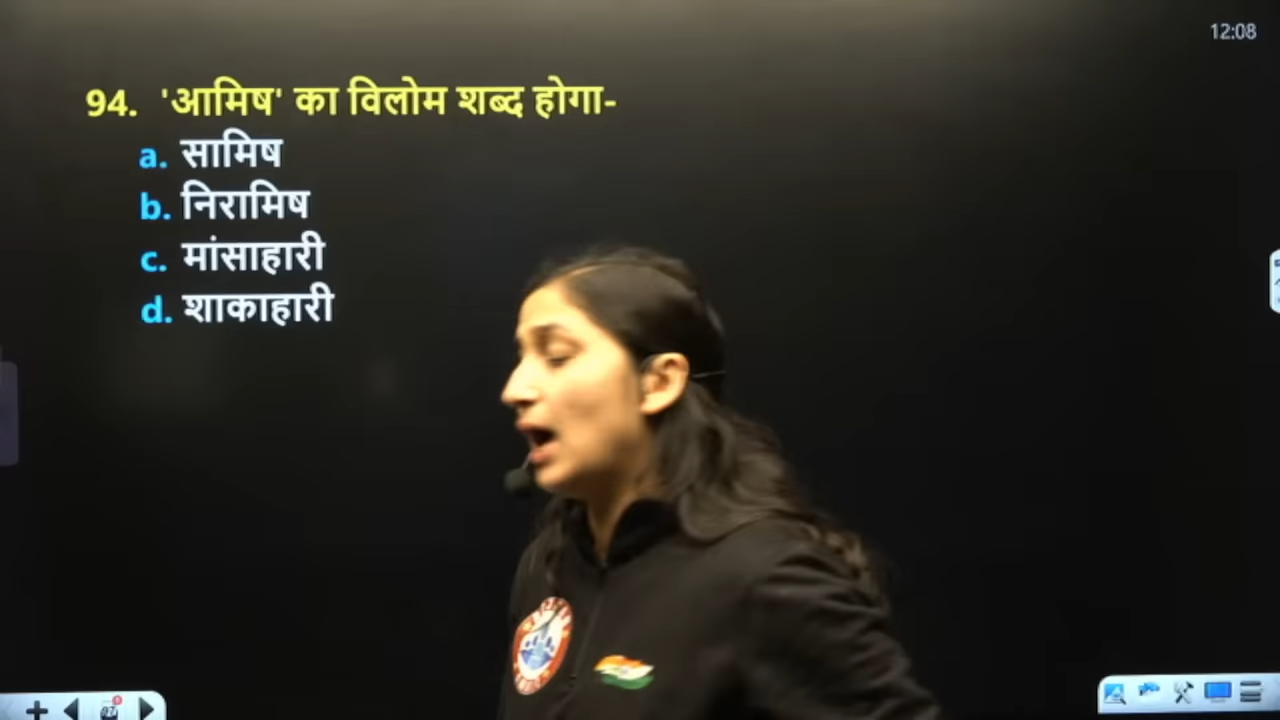 12:08
94. 'आमिष' का विलोम शब्द होगा-
a. सामिष
b. निरामिष
c. मांसाहारी
d. शाकाहारी